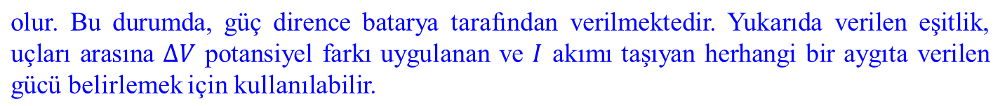 olur. Bu durumda, güç dirence batarya tarafından verilmektedir. Yukarıda verilen eşitlik,
uçları arasına ΔV potansiyel farkı uygulanan ve I akımı taşıyan herhangi bir aygıta verilen
gücü belirlemek için kullanılabilir.